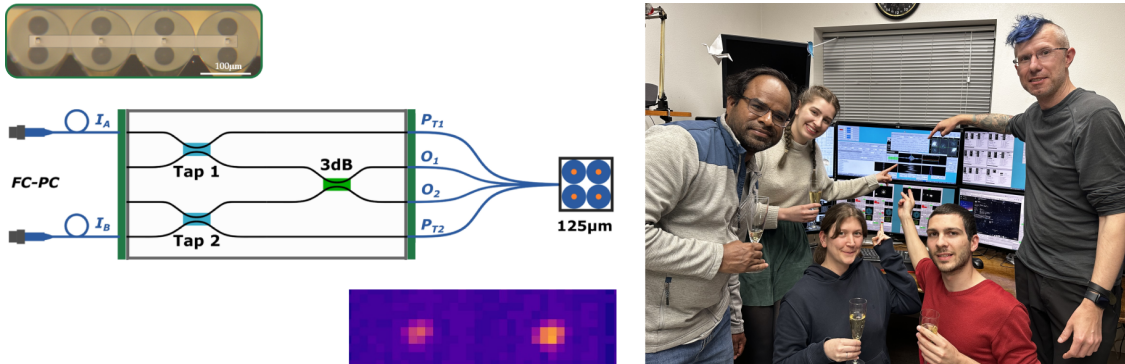 100µm
I_A
P_T1
O_1
3dB
Tap 1
FC-PC
O_2
I_B
Tap 2
P_T2
125µm